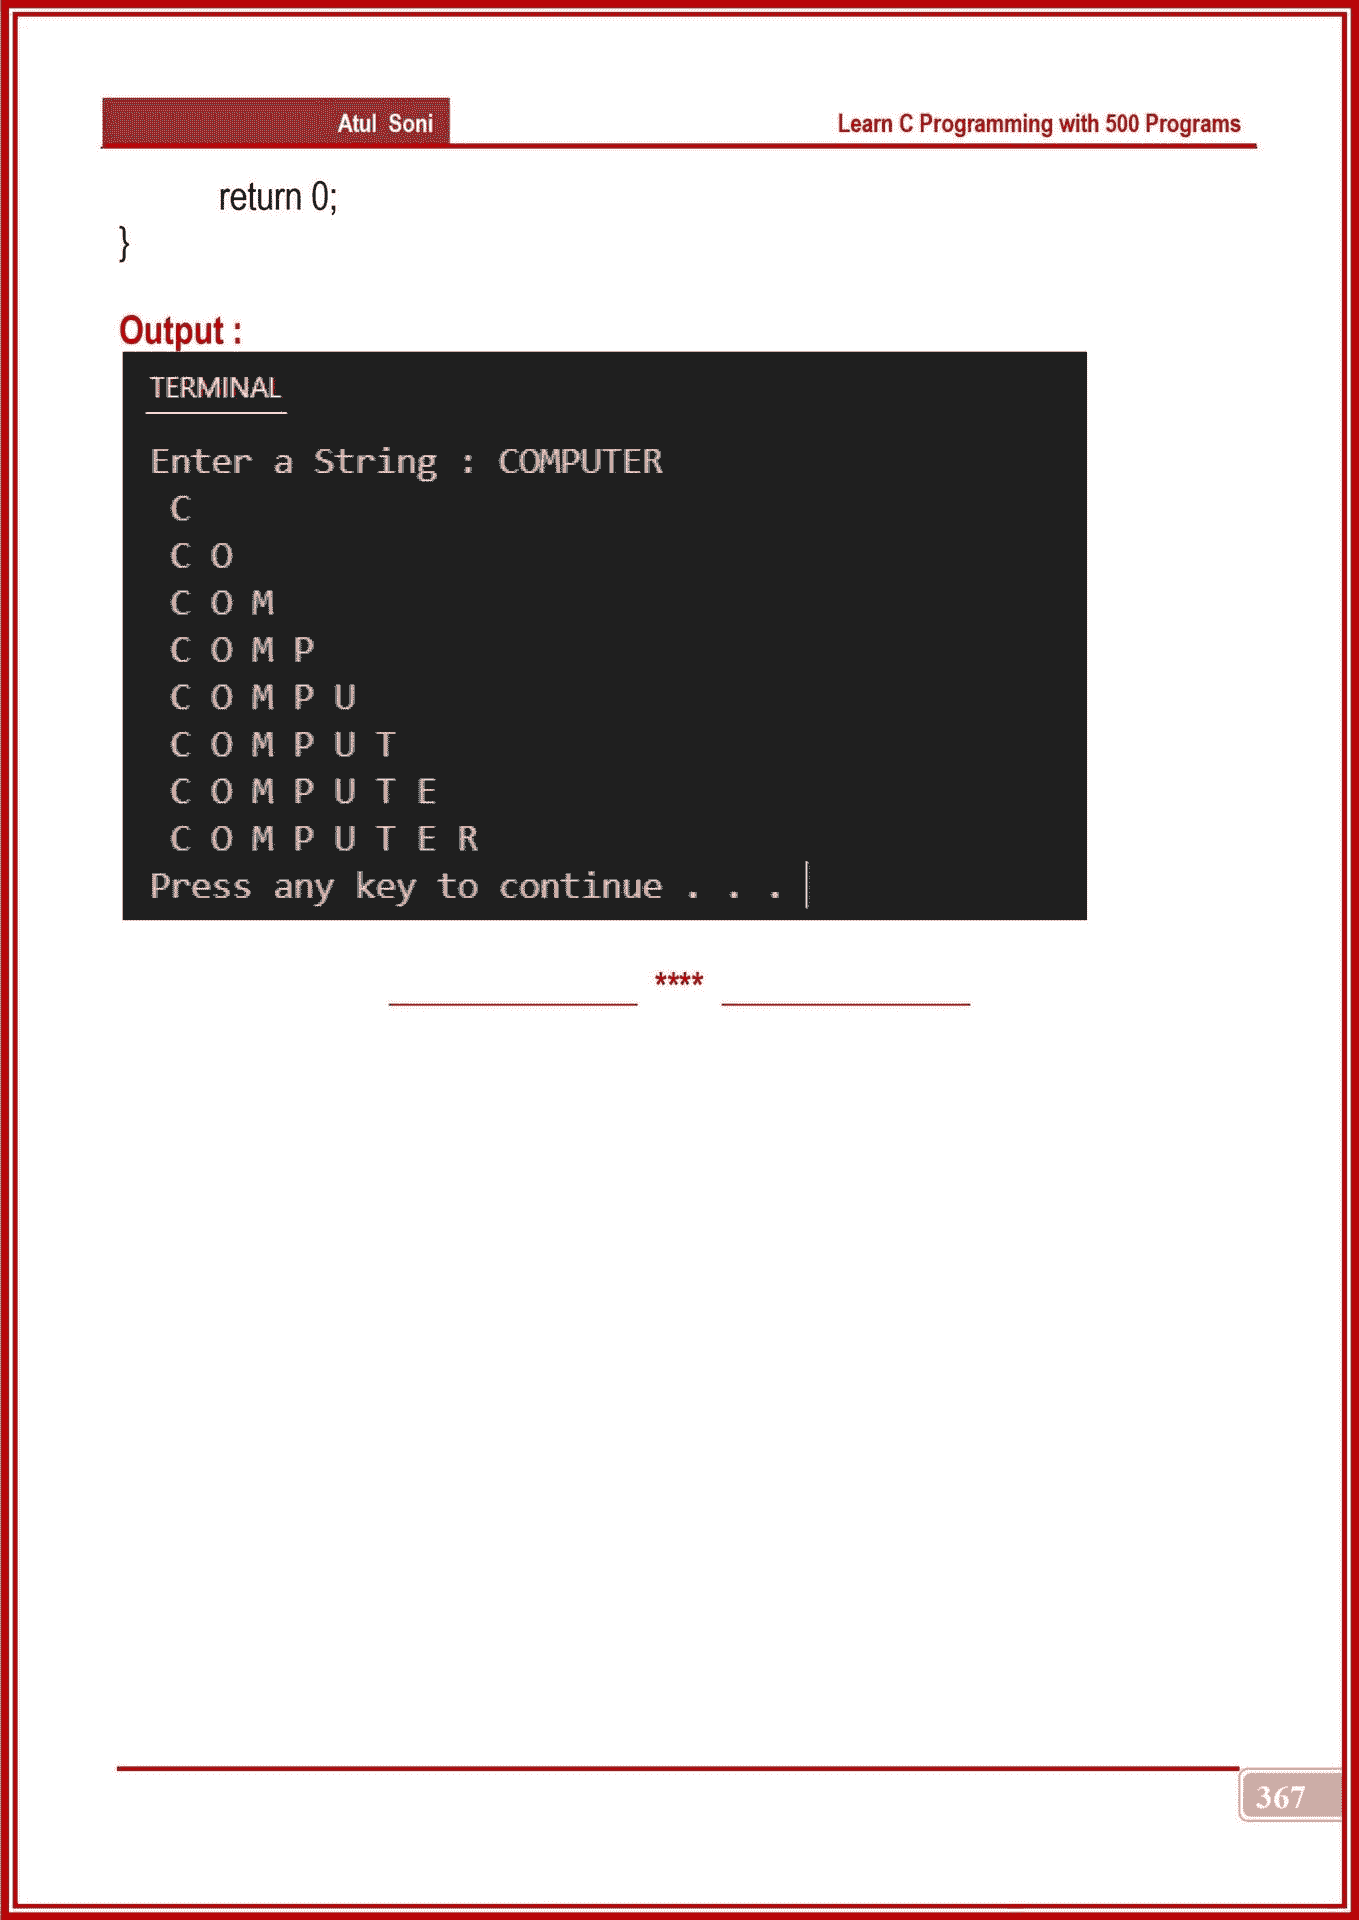 Atul Soni
Learn C Programming with 500 Programs
return 0;
}
Output :
TERMINAL
Enter a String : COMPUTER
C
C O
C O M
C O M P
C O M P U
C O M P U T
C O M P U T E
C O M P U T E R
Press any key to continue . . .
****
367